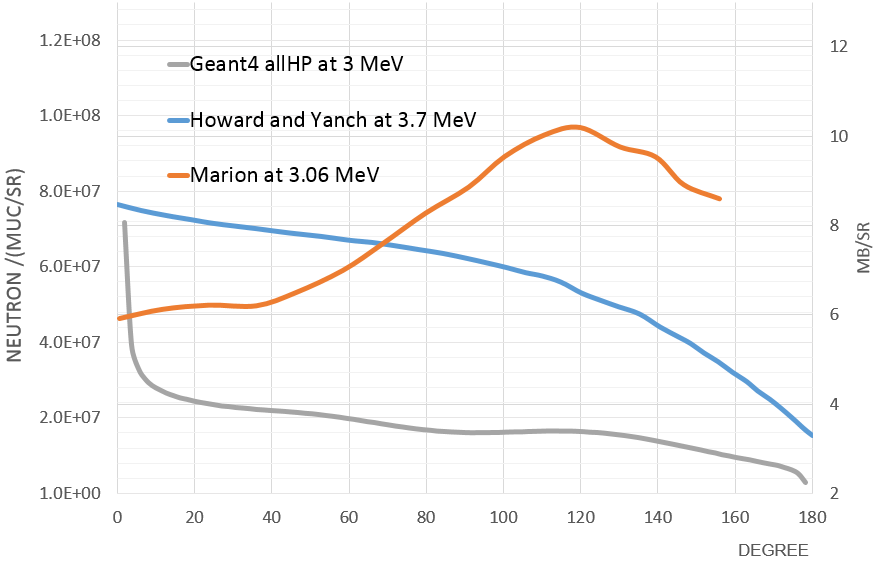 1.2E+08
1.0E+08
8.0E+07
6.0E+07
4.0E+07
2.0E+07
1.0E+00
NEUTRON /(MUC/SR)
Geant4 allHP at 3 MeV
Howard and Yanch at 3.7 MeV
Marion at 3.06 MeV
12
10
8
6
4
2
MB/SR
0 20 40 60 80 100 120 140 160 180
DEGREE